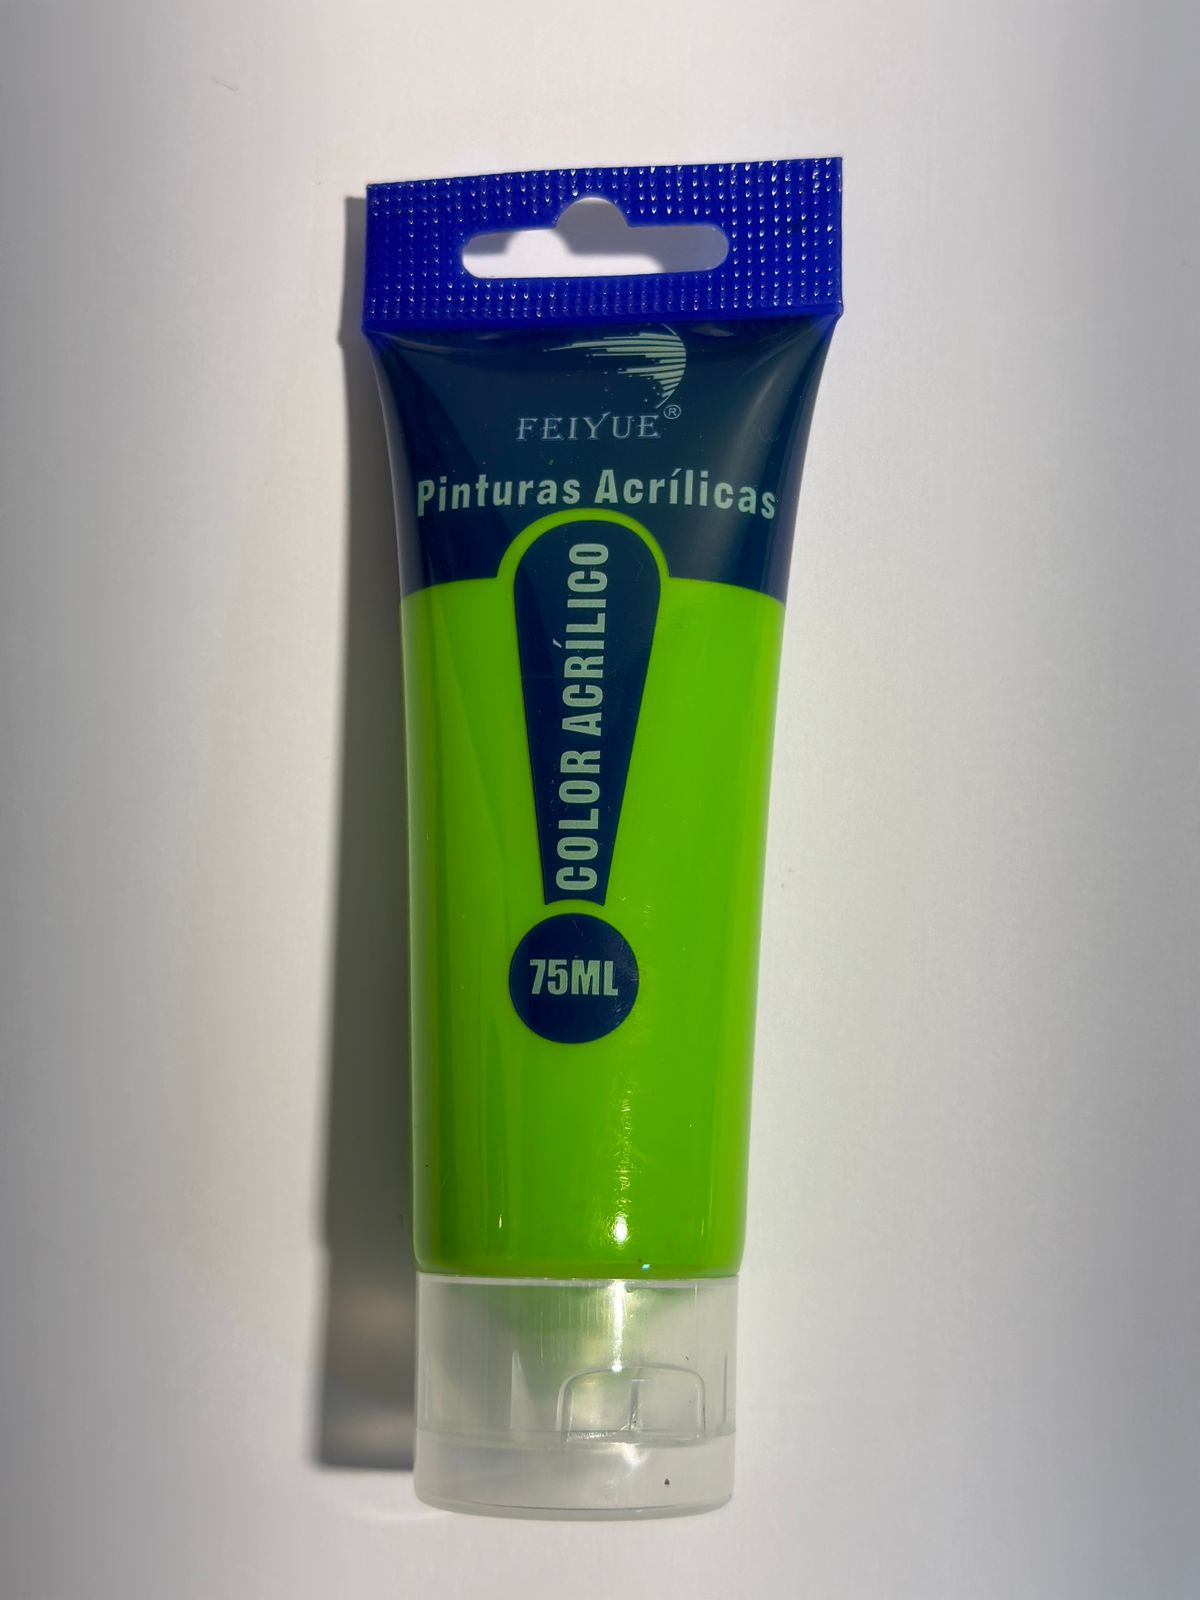 FEIYUE®
Pinturas Acrílicas
COLOR ACRÍLICO
75ML